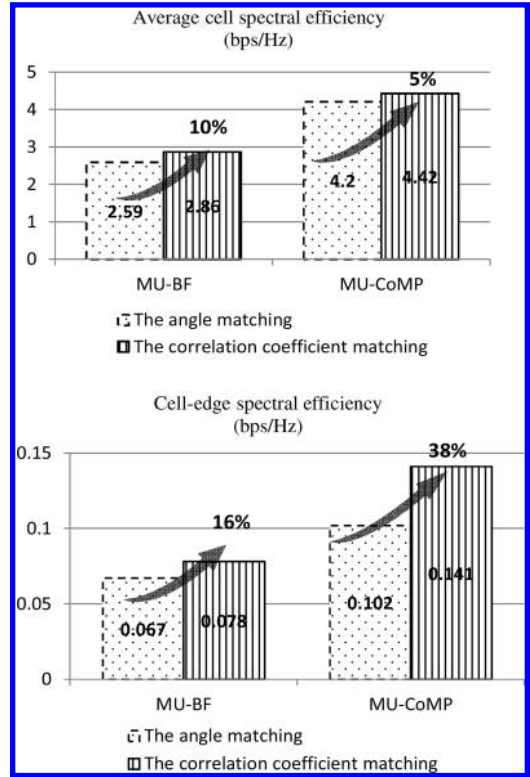 Average cell spectral efficiency
(bps/Hz)
5
4
3
2
1
0
10%
5%
2.59
2.86
4.2
4.42
MU-BF
MU-CoMP
The angle matching
The correlation coefficient matching
Cell-edge spectral efficiency
(bps/Hz)
0.15
0.1
0.05
0
16%
38%
0.067
0.078
0.102
0.141
MU-BF
MU-CoMP
The angle matching
The correlation coefficient matching